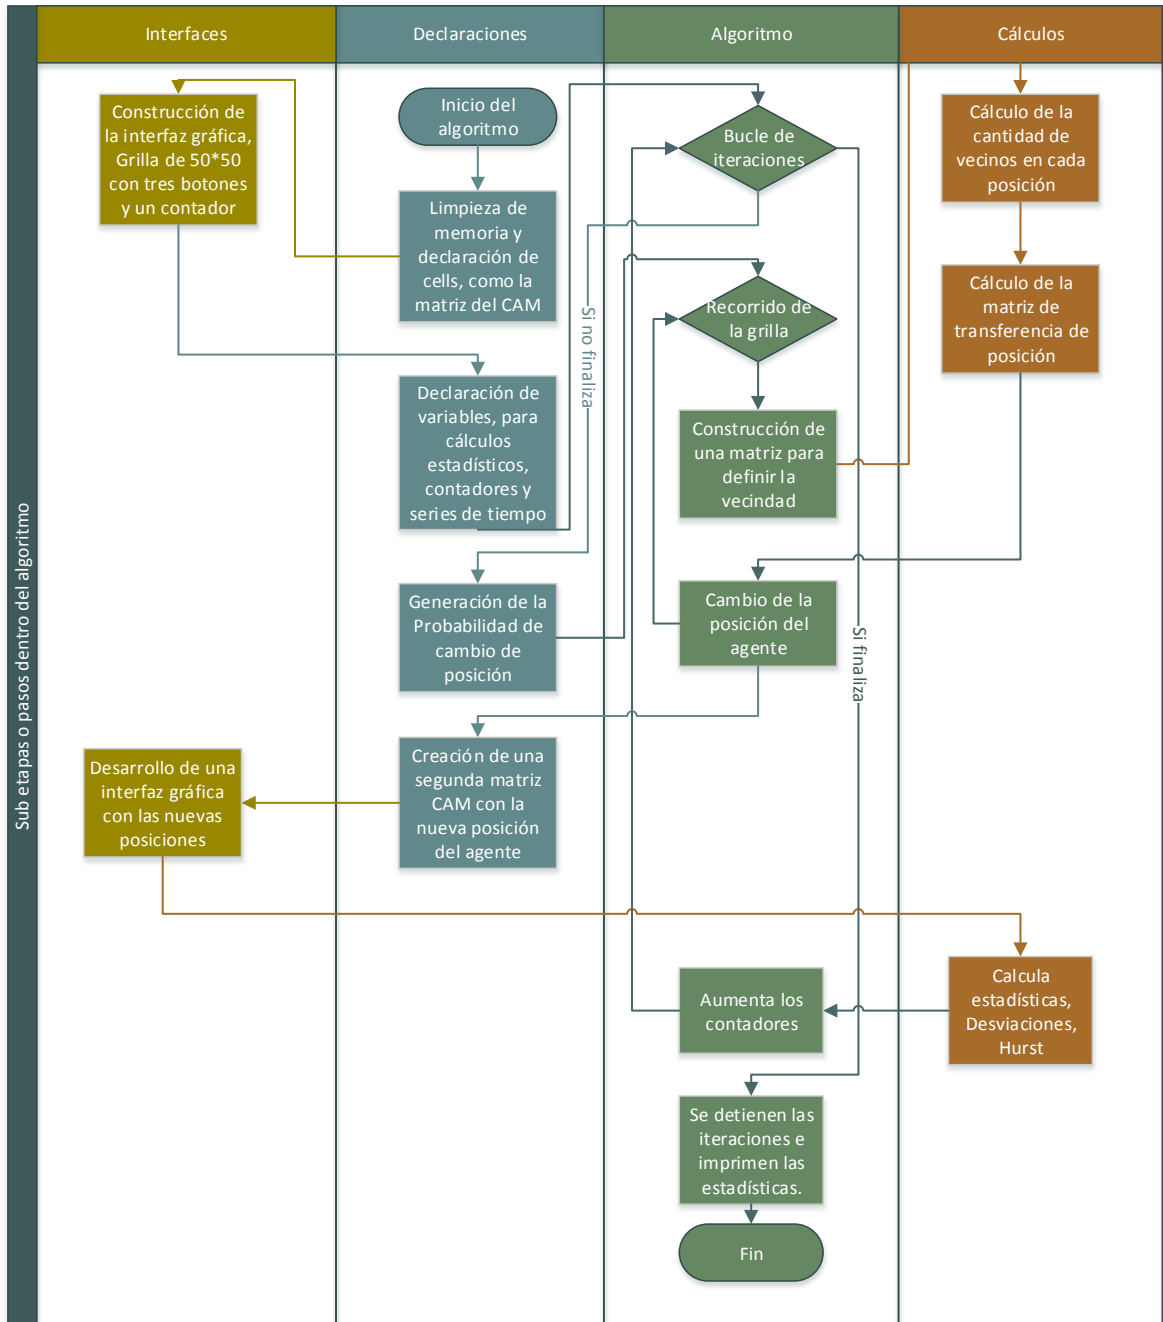 Interfaces
Declaraciones
Algoritmo
Cálculos
Sub etapas o pasos dentro del algoritmo
Construcción de
la interfaz gráfica,
Grilla de 50*50
con tres botones
y un contador
Inicio del
algoritmo
Limpieza de
memoria y
declaración de
cells, como la
matriz del CAM
Declaración de
variables, para
cálculos
estadísticos,
contadores y
series de tiempo
Bucle de
iteraciones
Si no finaliza
Si finaliza
Generación de la
Probabilidad de
cambio de
posición
Recorrido de
la grilla
Construcción de
una matriz para
definir la
vecindad
Cálculo de la
cantidad de
vecinos en cada
posición
Cálculo de la
matriz de
transferencia de
posición
Cambio de la
posición del
agente
Creación de una
segunda matriz
CAM con la
nueva posición
del agente
Desarrollo de una
interfaz gráfica
con las nuevas
posiciones
Calcula
estadísticas,
Desviaciones,
Hurst
Aumenta los
contadores
Se detienen las
iteraciones e
imprimen las
estadísticas.
Fin